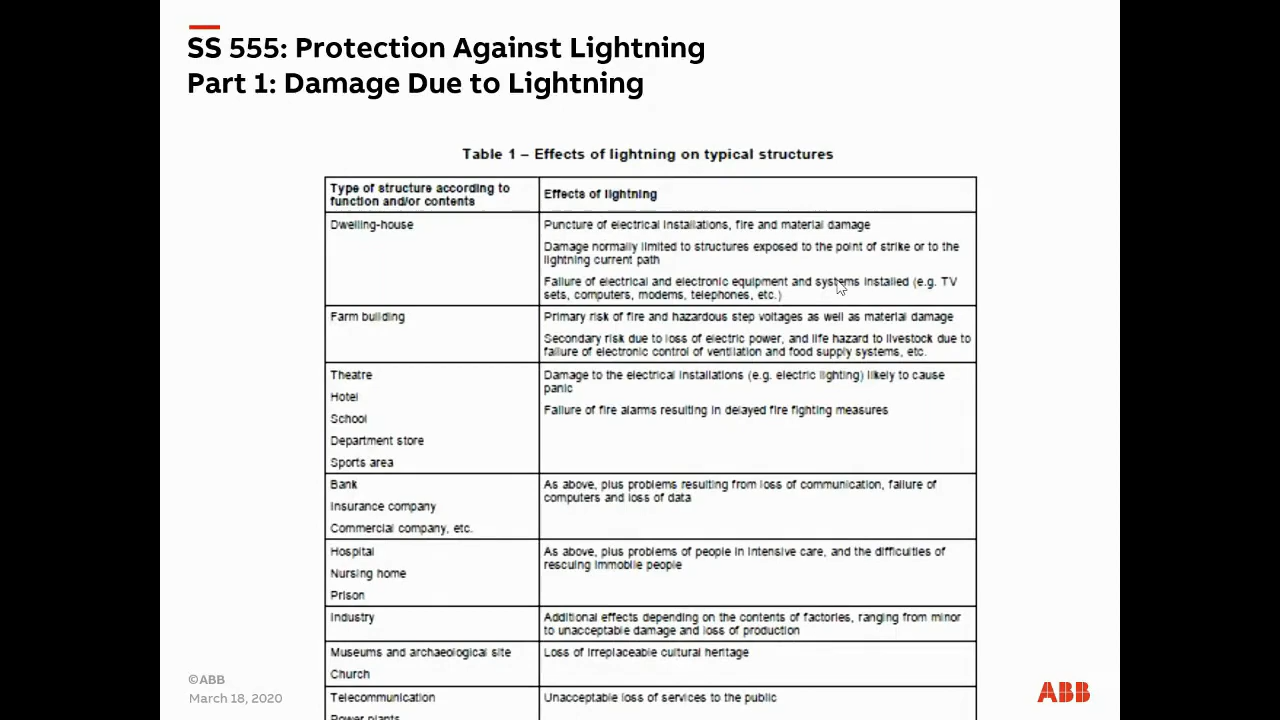 SS 555: Protection Against Lightning
Part 1: Damage Due to Lightning
Table 1 – Effects of lightning on typical structures
Type of structure according to
function and/or contents
Effects of lightning
Dwelling-house
Puncture of electrical installations, fire and material damage
Damage normally limited to structures exposed to the point of strike or to the
lightning current path
Failure of electrical and electronic equipment and systems installed (e.g. TV
sets, computers, modems, telephones, etc.)
Farm building
Primary risk of fire and hazardous step voltages as well as material damage
Secondary risk due to loss of electric power, and life hazard to livestock due to
failure of electronic control of ventilation and food supply systems, etc.
Theatre
Hotel
School
Department store
Sports area
Damage to the electrical installations (e.g. electric lighting) likely to cause
panic
Failure of fire alarms resulting in delayed fire fighting measures
Bank
Insurance company
Commercial company, etc.
As above, plus problems resulting from loss of communication, failure of
computers and loss of data
Hospital
Nursing home
Prison
As above, plus problems of people in intensive care, and the difficulties of
rescuing immobile people
Industry
Additional effects depending on the contents of factories, ranging from minor
to unacceptable damage and loss of production
Museums and archaeological site
Church
Loss of irreplaceable cultural heritage
Telecommunication
Power plants
Unacceptable loss of services to the public
©ABB
March 18, 2020
ABB